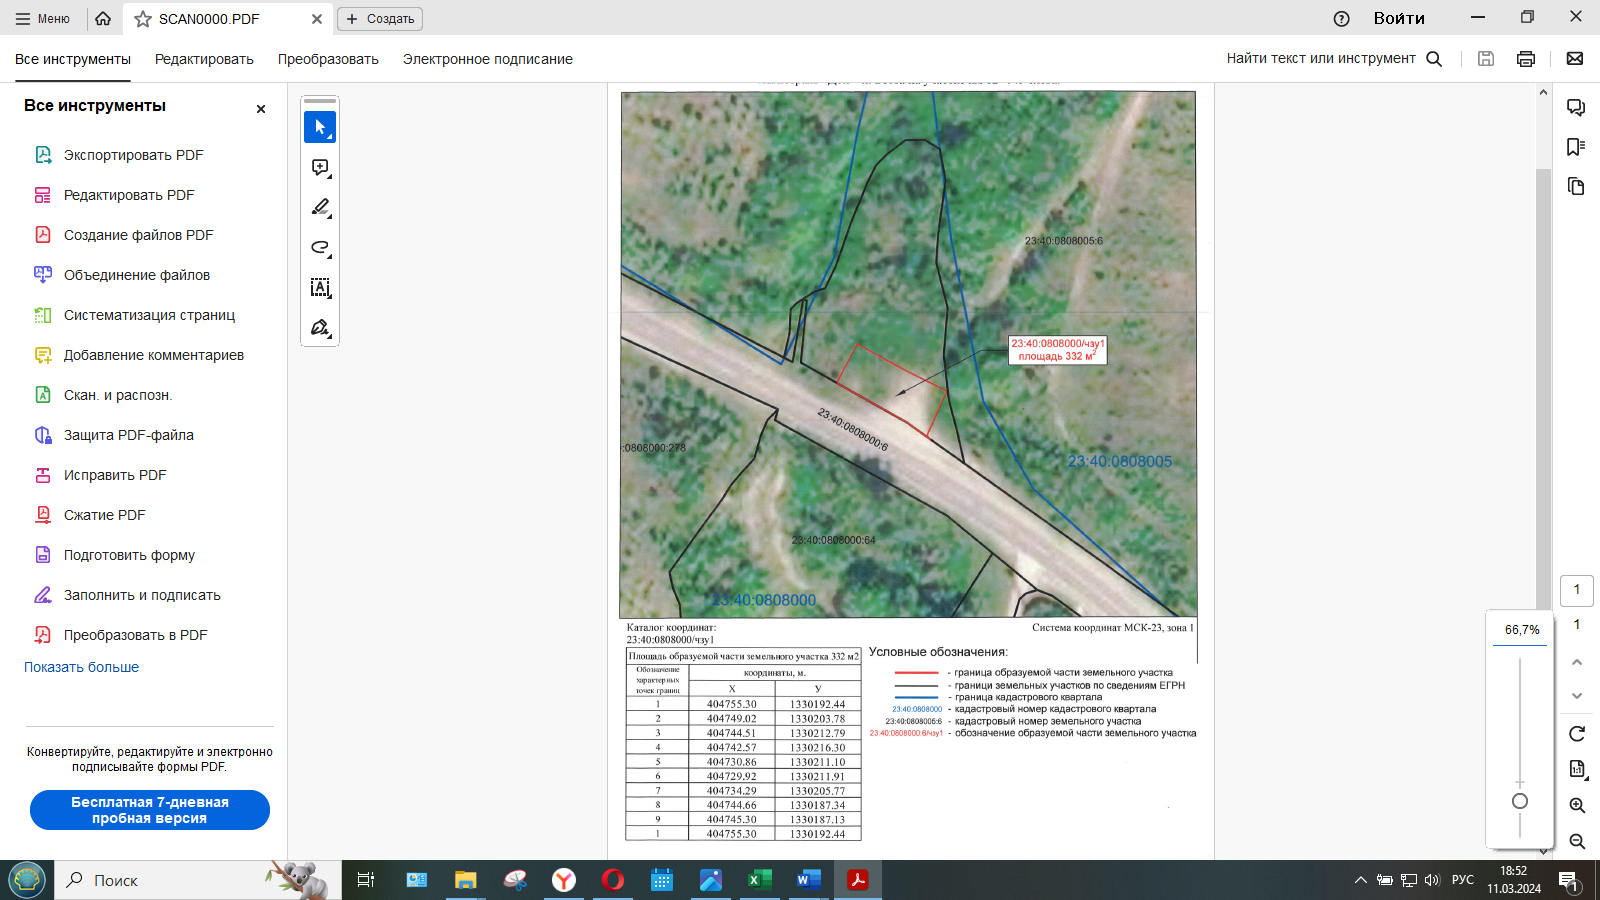 Меню
SCAN0000.PDF
Создать
Войти
Все инструменты
Редактировать
Преобразовать
Электронное подписание
Найти текст или инструмент
Все инструменты
Экспортировать PDF
Редактировать PDF
Создание файлов PDF
Объединение файлов
Систематизация страниц
Добавление комментариев
Скан. и распозн.
Защита PDF-файла
Исправить PDF
Сжатие PDF
Подготовить форму
Заполнить и подписать
Преобразовать в PDF
Показать больше
Конвертируйте, редактируйте и электронно
подписывайте формы PDF.
Бесплатная 7-дневная
пробная версия
23:40:0808005:6
23:40:0808000/чзу1
площадь 332 м2
23:40:0808000:6
:0808000:278
23:40:0808005
23:40:0808000:64
23:40:0808000
Каталог координат:
Система координат МСК-23, зона 1
23:40:0808000/чзу1
Площадь образуемой части земельного участка 332 м2
Обозначение
характерных
точек границ
координаты, м.
Х У
1 404755.30 1330192.44
2 404749.02 1330203.78
3 404744.51 1330212.79
4 404742.57 1330216.30
5 404730.86 1330211.10
6 404729.92 1330211.91
7 404734.29 1330205.77
8 404744.66 1330187.34
9 404745.30 1330187.13
1 404755.30 1330192.44
Условные обозначения:
- граница образуемой части земельного участка
- границы земельных участков по сведениям ЕГРН
- граница кадастрового квартала
23:40:0808000 - кадастровый номер кадастрового квартала
23:40:0808005:6 - кадастровый номер земельного участка
23:40:0808000:6/чзу1 - обозначение образуемой части земельного участка
1
1
66,7%
Поиск
РУС
18:52
11.03.2024
1